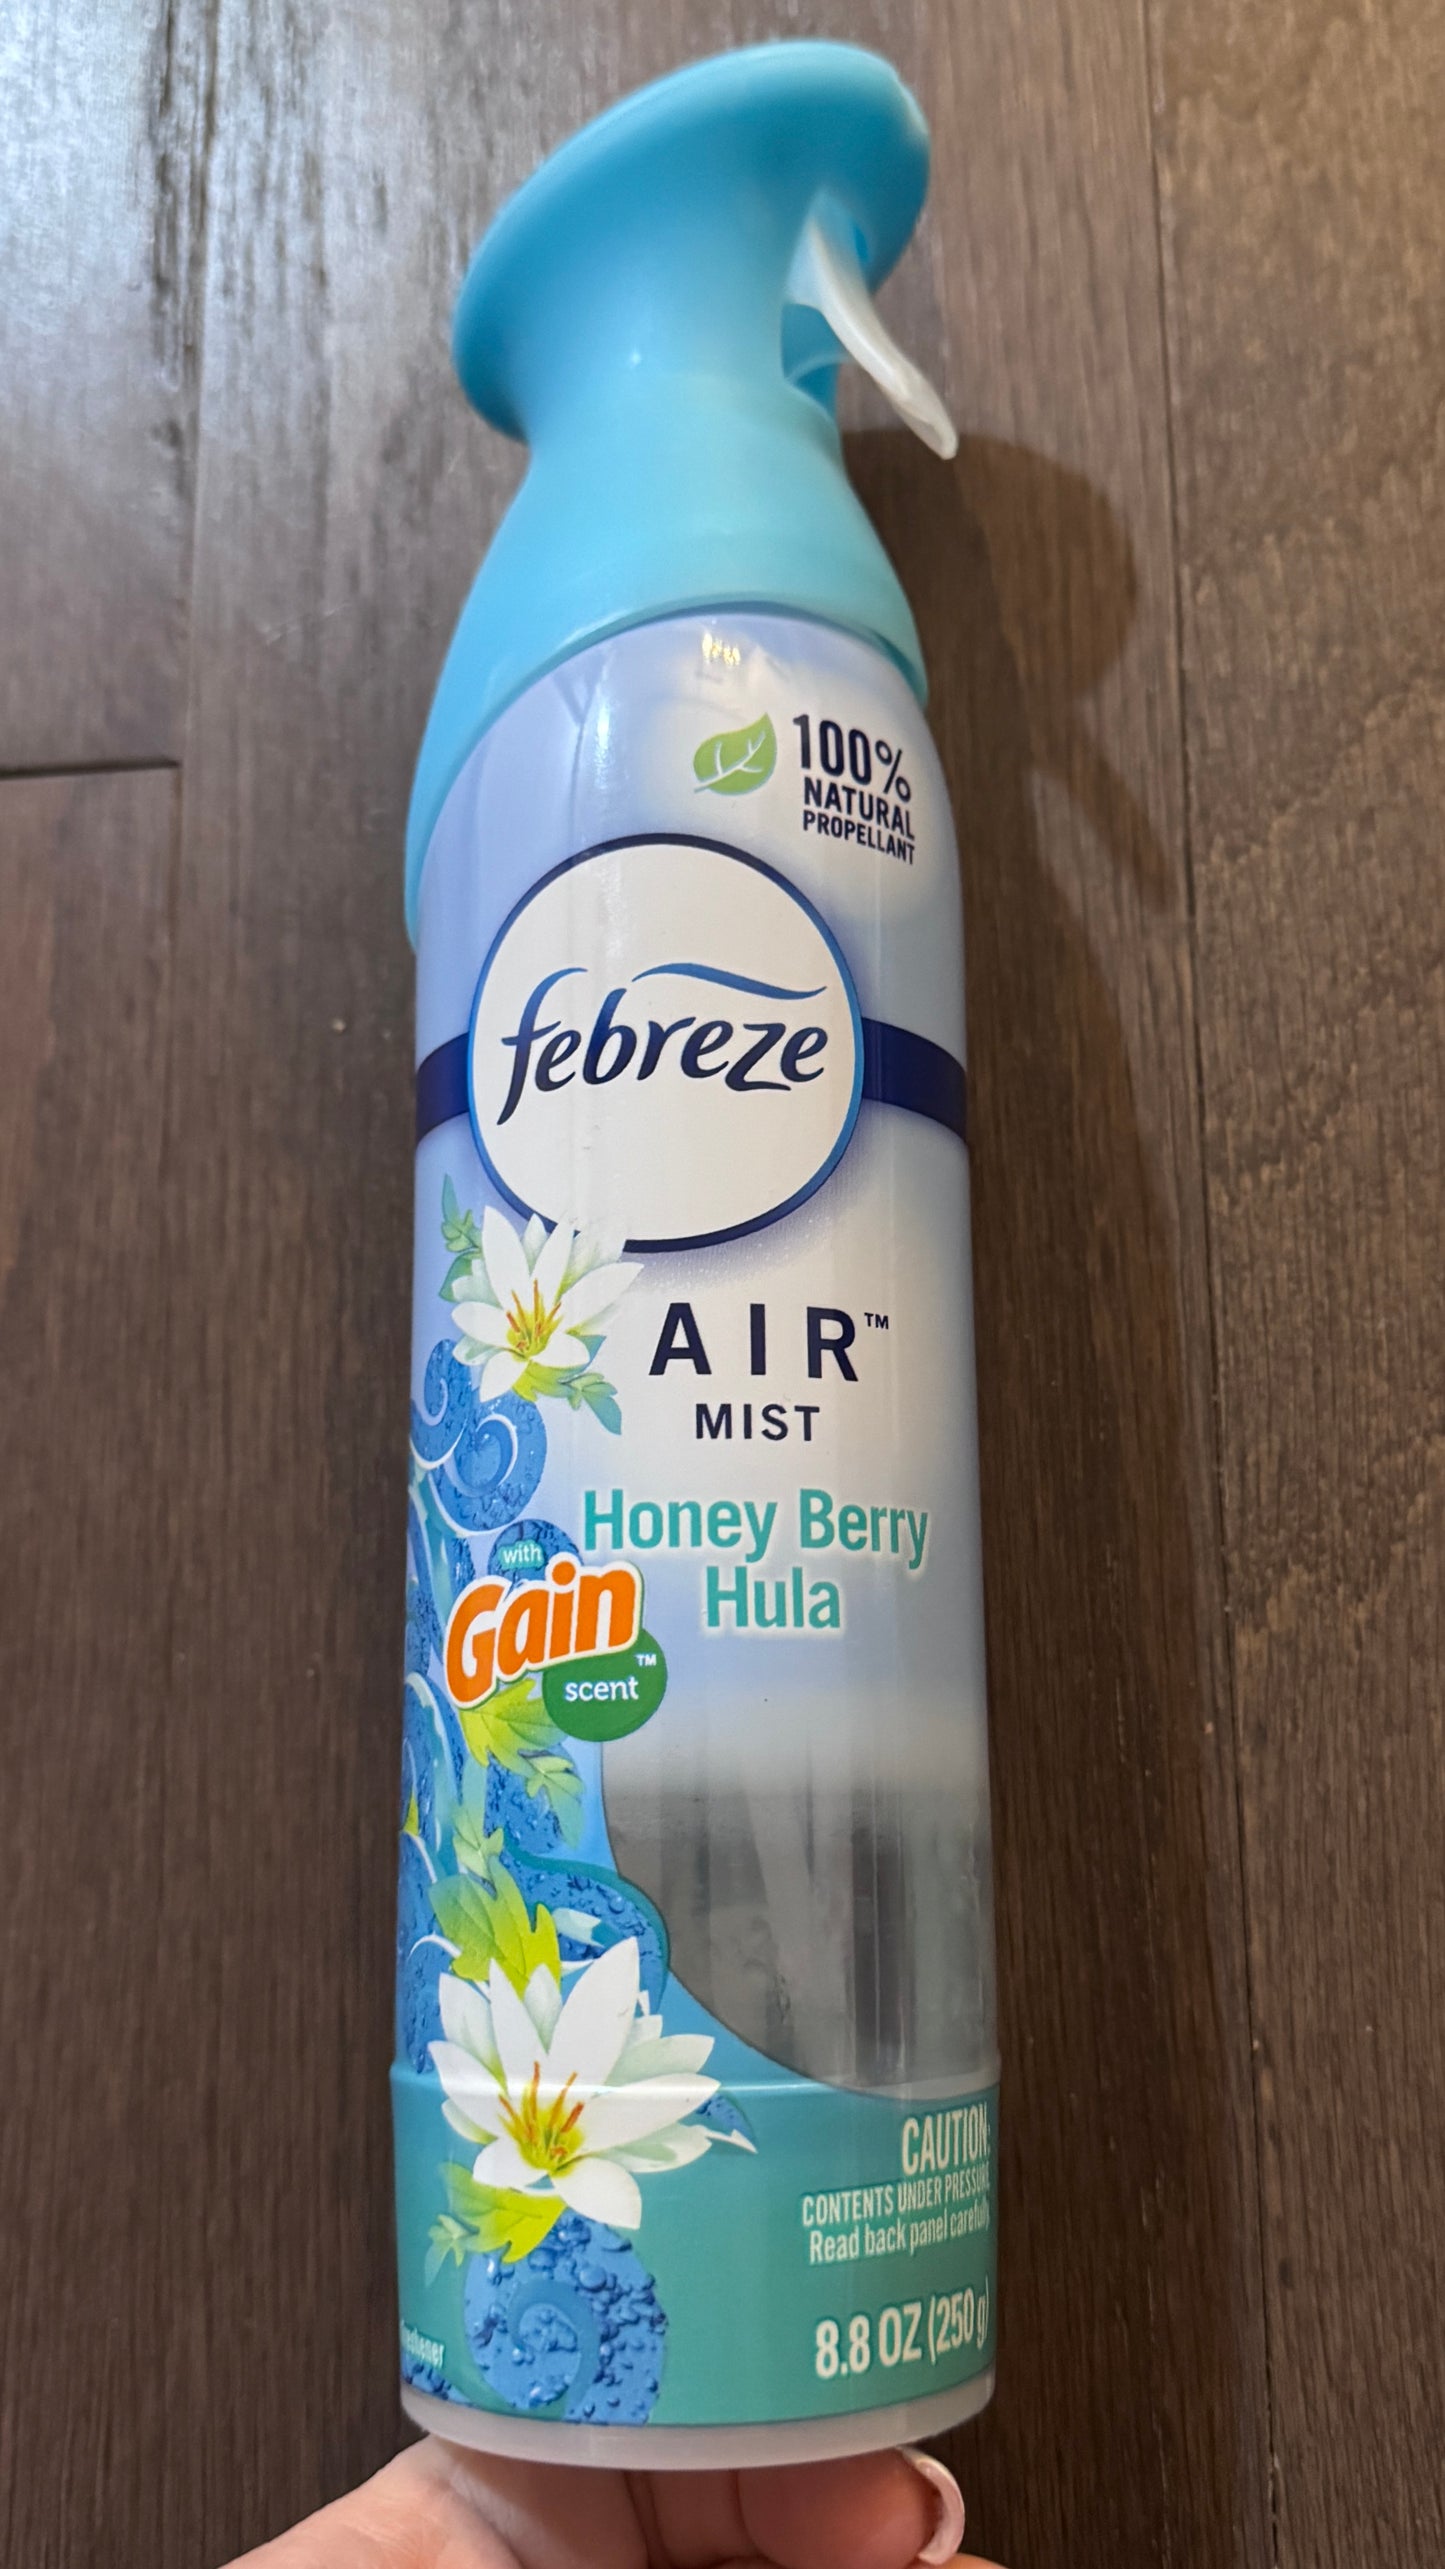 100%
NATURAL
PROPELLANT
febreze
AIR™
MIST
Honey Berry
Hula
with
Gain
scent™
CAUTION:
CONTENTS UNDER PRESSURE
Read back panel carefully
8.8 OZ (250 g)